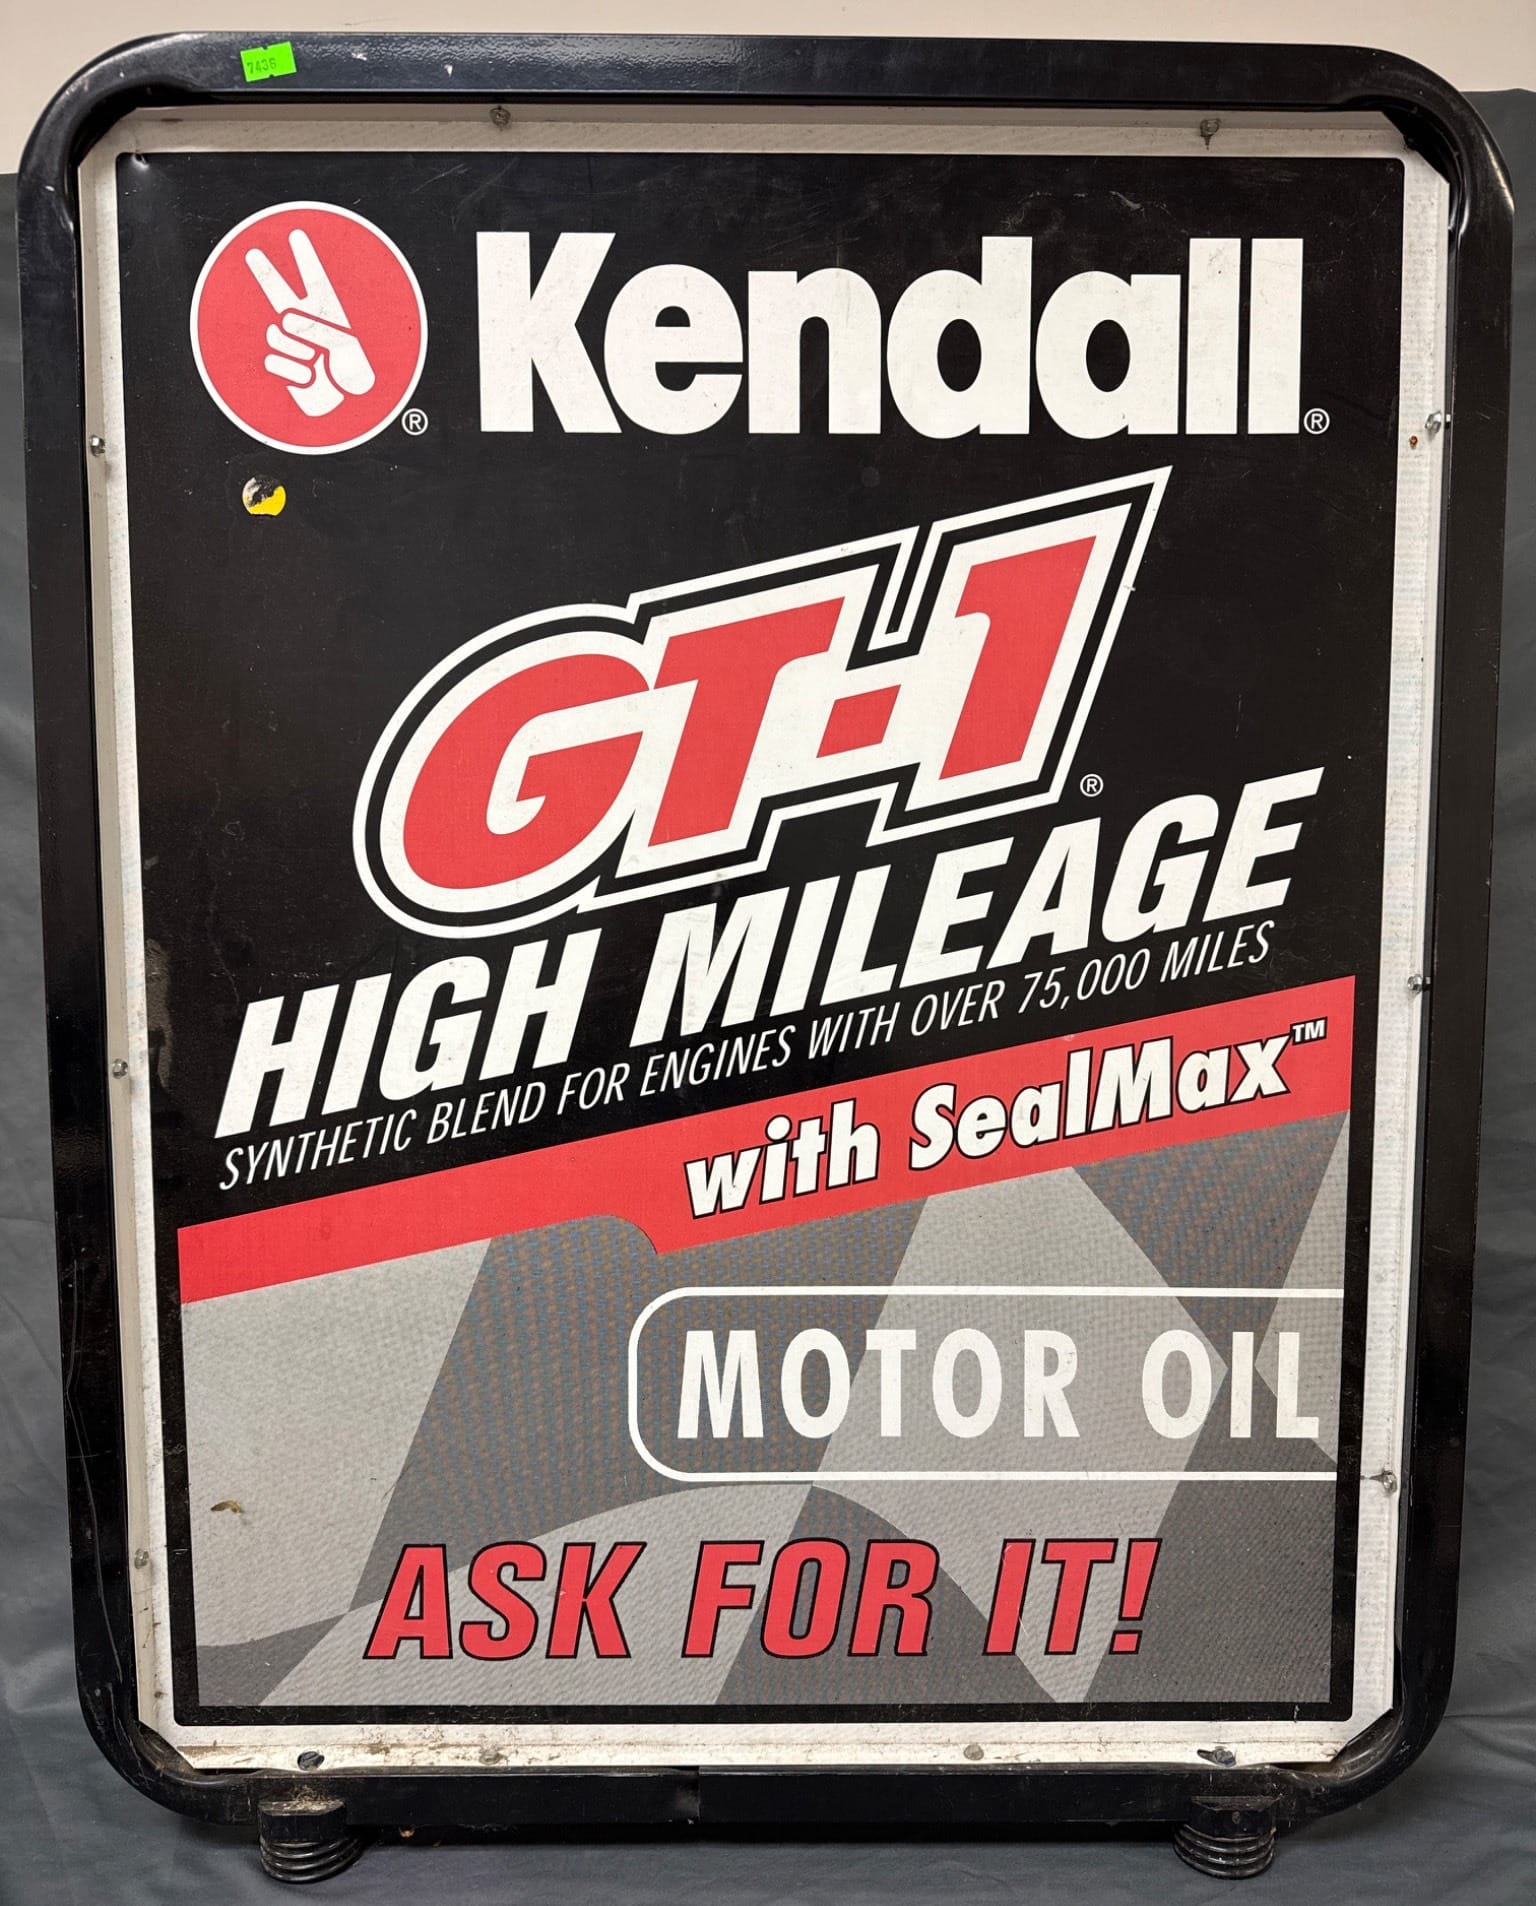 7436
Kendall®
®
GT-1®
HIGH MILEAGE
SYNTHETIC BLEND FOR ENGINES WITH OVER 75,000 MILES
with SealMax™
MOTOR OIL
ASK FOR IT!